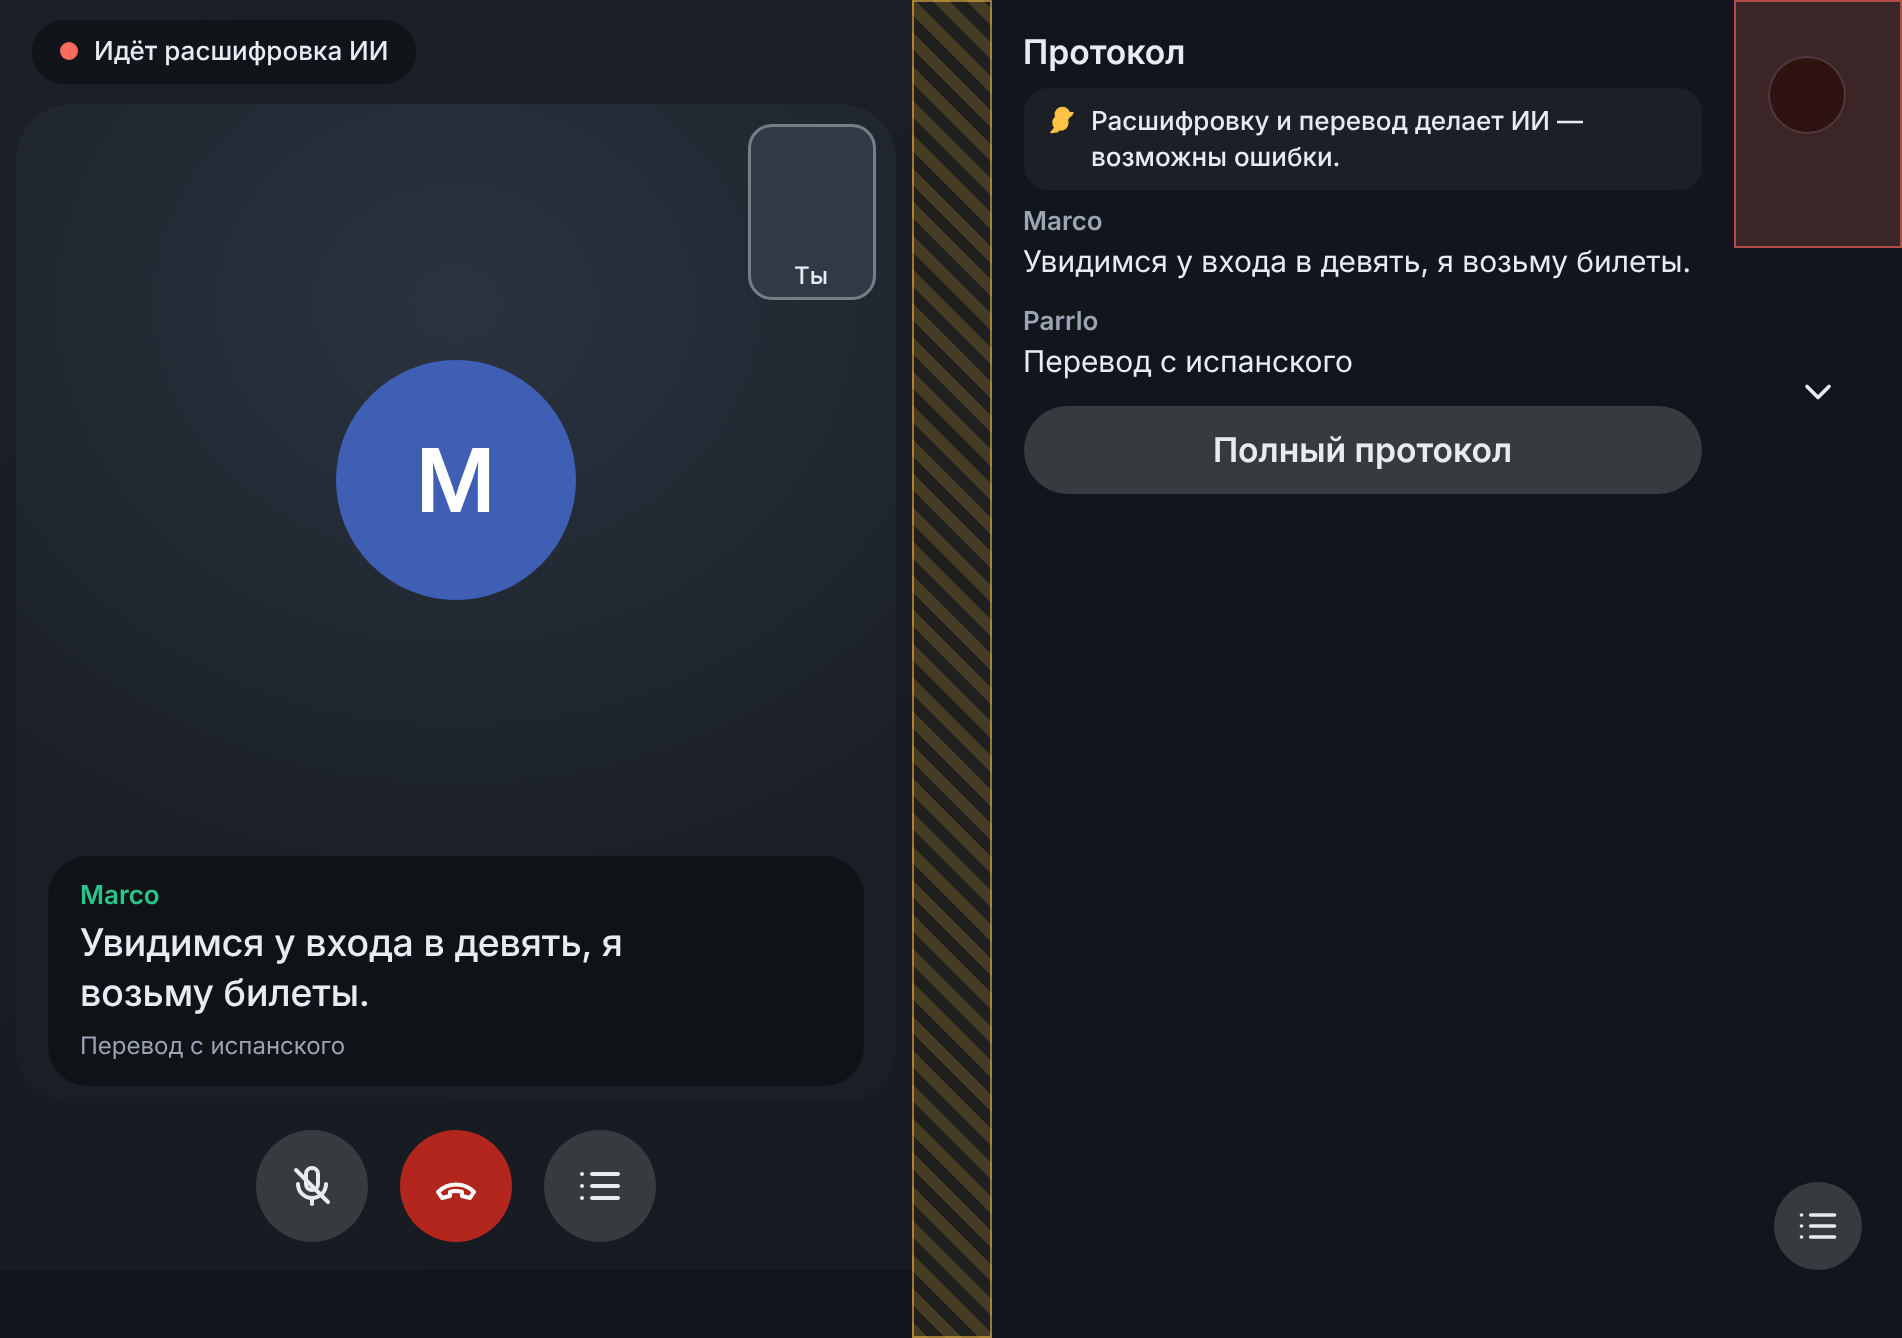 Идёт расшифровка ИИ
Ты
M
Marco
Увидимся у входа в девять, я
возьму билеты.
Перевод с испанского
Протокол
Расшифровку и перевод делает ИИ —
возможны ошибки.
Marco
Увидимся у входа в девять, я возьму билеты.
Parrlo
Перевод с испанского
Полный протокол